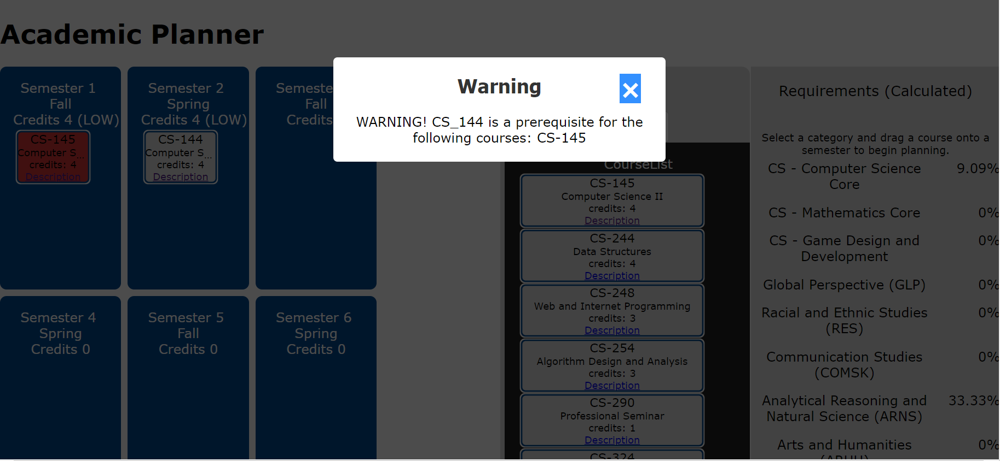 Academic Planner
Semester 1
Fall
Credits 4 (LOW)
CS-145
Computer S...
credits: 4
Description
Semester 2
Spring
Credits 4 (LOW)
CS-144
Computer S...
credits: 4
Description
Fall
Credits
Semester 4
Spring
Credits 0
Semester 5
Fall
Credits 0
Semester 6
Spring
Credits 0
Warning
×
WARNING! CS_144 is a prerequisite for the
following courses: CS-145
CourseList
CS-145
Computer Science II
credits: 4
Description
CS-244
Data Structures
credits: 4
Description
CS-248
Web and Internet Programming
credits: 3
Description
CS-254
Algorithm Design and Analysis
credits: 3
Description
CS-290
Professional Seminar
credits: 1
Description
CS-324
Requirements (Calculated)
Select a category and drag a course onto a
semester to begin planning.
CS - Computer Science 9.09%
Core
CS - Mathematics Core 0%
CS - Game Design and 0%
Development
Global Perspective (GLP) 0%
Racial and Ethnic Studies 0%
(RES)
Communication Studies 0%
(COMSK)
Analytical Reasoning and 33.33%
Natural Science (ARNS)
Arts and Humanities 0%